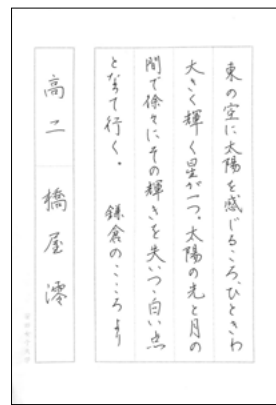 東の空に太陽を感じるころ、ひときわ
大きく輝く星が一つ。太陽の光と月の
間で徐々にその輝きを失いつつ白い点
となって行く。 鎌倉のこころより
高二 橋屋 澪